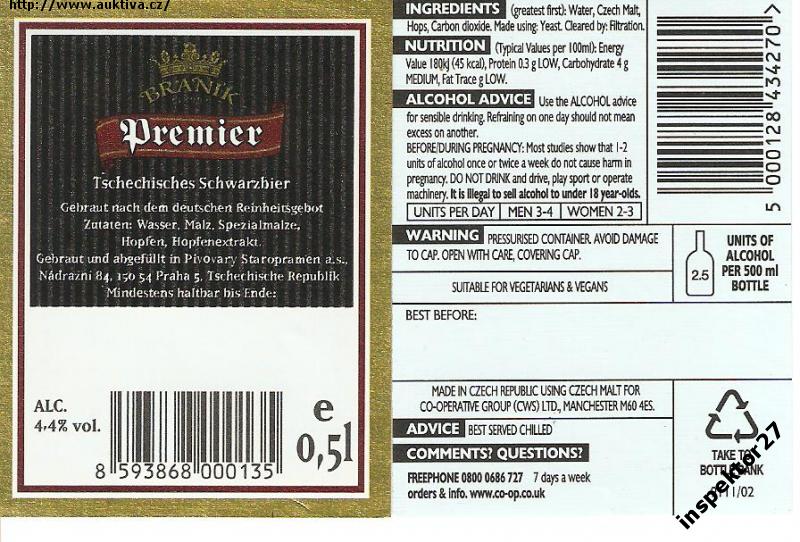 http://www.auktiva.cz/
BRANÍK
Premier
Tschechisches Schwarzbier
Gebraut nach dem deutschen Reinheitsgebot
Zutaten: Wasser, Malz, Spezialmalze,
Hopfen, Hopfenextrakt.
Gebraut und abgefüllt in Pivovary Staropramen a.s.,
Nádražní 84, 150 54 Praha 5, Tschechische Republik
Mindestens haltbar bis Ende:
ALC.
4,4% vol.
8 593868 000135
e
0,5l
INGREDIENTS (greatest first): Water, Czech Malt,
Hops, Carbon dioxide. Made using: Yeast. Cleared by: Filtration.
NUTRITION (Typical Values per 100ml): Energy
Value 180kJ (45 kcal), Protein 0.3 g LOW, Carbohydrate 4 g
MEDIUM, Fat Trace g LOW.
ALCOHOL ADVICE Use the ALCOHOL advice
for sensible drinking. Refraining on one day should not mean
excess on another.
BEFORE/DURING PREGNANCY: Most studies show that 1-2
units of alcohol once or twice a week do not cause harm in
pregnancy. DO NOT DRINK and drive, play sport or operate
machinery. It is illegal to sell alcohol to under 18 year-olds.
UNITS PER DAY MEN 3-4 WOMEN 2-3
5 000128 434270 >
WARNING PRESSURISED CONTAINER. AVOID DAMAGE
TO CAP. OPEN WITH CARE, COVERING CAP.
SUITABLE FOR VEGETARIANS & VEGANS
2.5
UNITS OF
ALCOHOL
PER 500 ml
BOTTLE
BEST BEFORE:
MADE IN CZECH REPUBLIC USING CZECH MALT FOR
CO-OPERATIVE GROUP (CWS) LTD., MANCHESTER M60 4ES.
ADVICE BEST SERVED CHILLED
COMMENTS? QUESTIONS?
FREEPHONE 0800 0686 727 7 days a week
orders & info. www.co-op.co.uk
TAKE TO
BOTTLE BANK
11/02
inspektor27